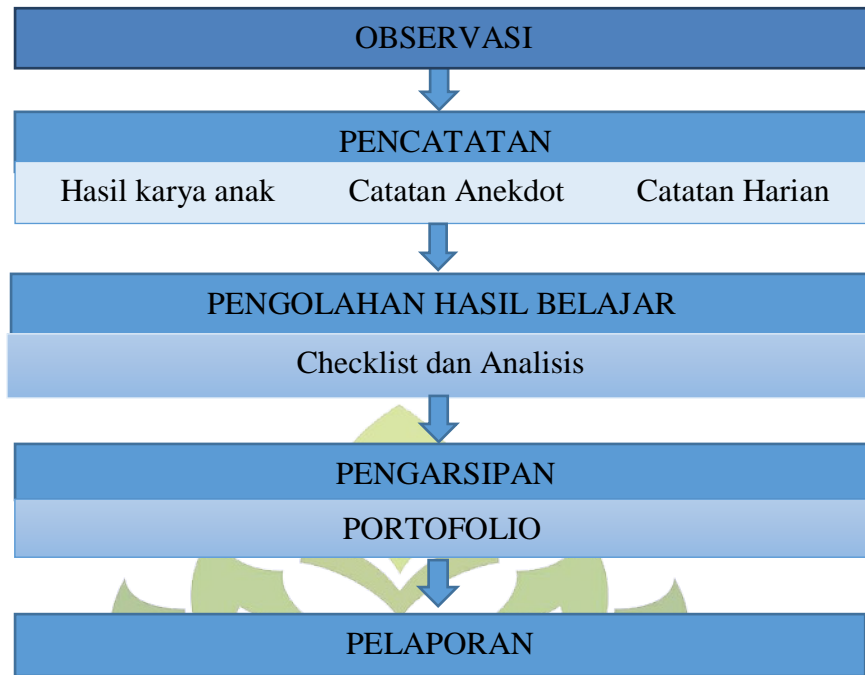 OBSERVASI
PENCATATAN
Hasil karya anak Catatan Anekdot Catatan Harian
PENGOLAHAN HASIL BELAJAR
Checklist dan Analisis
PENGARSIPAN
PORTOFOLIO
PELAPORAN